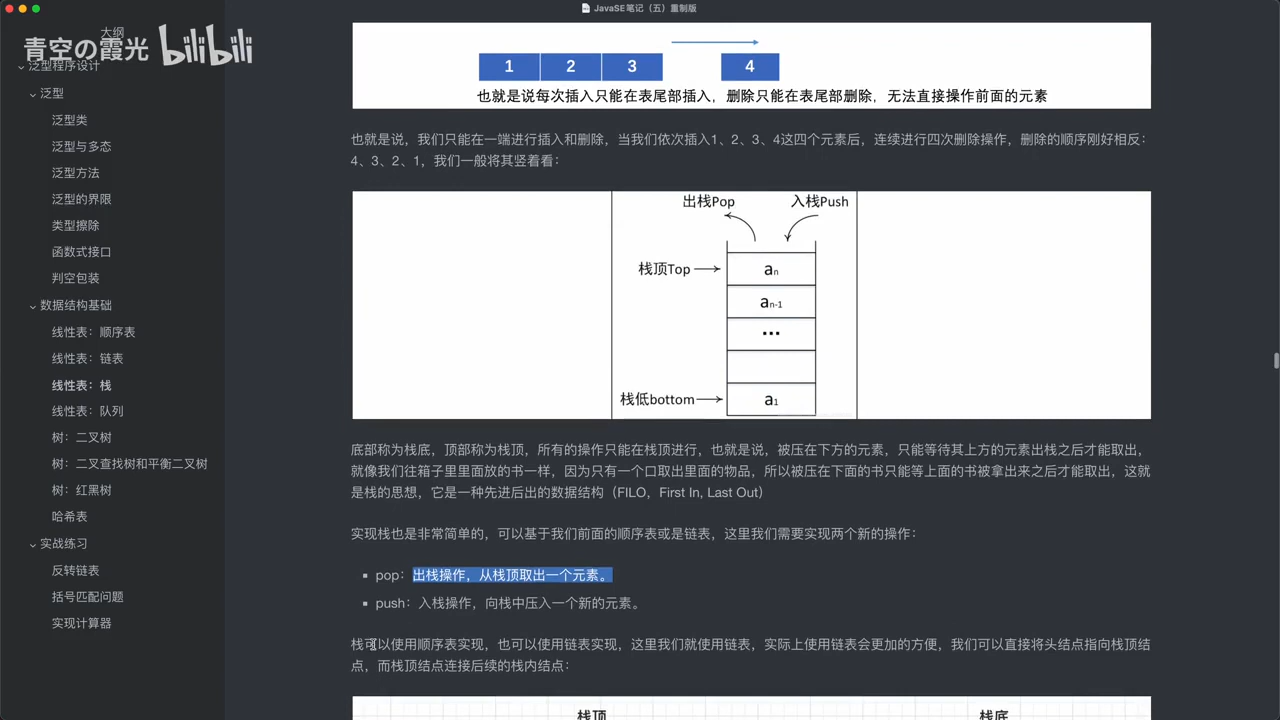 JavaSE笔记（五）重制版
大纲
青空の霞光 bilibili
泛型程序设计
泛型
泛型类
泛型与多态
泛型方法
泛型的界限
类型擦除
函数式接口
判空包装
数据结构基础
线性表：顺序表
线性表：链表
线性表：栈
线性表：队列
树：二叉树
树：二叉查找树和平衡二叉树
树：红黑树
哈希表
实战练习
反转链表
括号匹配问题
实现计算器
1 2 3 4
也就是说每次插入只能在表尾部插入，删除只能在表尾部删除，无法直接操作前面的元素
也就是说，我们只能在一端进行插入和删除，当我们依次插入1、2、3、4这四个元素后，连续进行四次删除操作，删除的顺序刚好相反：
4、3、2、1，我们一般将其竖着看：
出栈Pop 入栈Push
栈顶Top an
an-1
...
栈低bottom a1
底部称为栈底，顶部称为栈顶，所有的操作只能在栈顶进行，也就是说，被压在下方的元素，只能等待其上方的元素出栈之后才能取出，
就像我们往箱子里里面放的书一样，因为只有一个口取出里面的物品，所以被压在下面的书只能等上面的书被拿出来之后才能取出，这就
是栈的思想，它是一种先进后出的数据结构（FILO，First In, Last Out）
实现栈也是非常简单的，可以基于我们前面的顺序表或是链表，这里我们需要实现两个新的操作：
pop：出栈操作，从栈顶取出一个元素。
push：入栈操作，向栈中压入一个新的元素。
栈可以使用顺序表实现，也可以使用链表实现，这里我们就使用链表，实际上使用链表会更加的方便，我们可以直接将头结点指向栈顶结
点，而栈顶结点连接后续的栈内结点：
栈顶 栈底